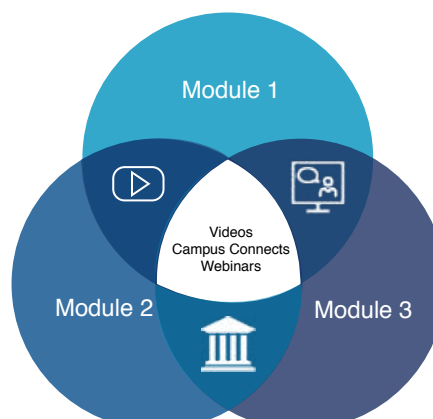 Module 1
Videos
Campus Connects
Webinars
Module 2
Module 3